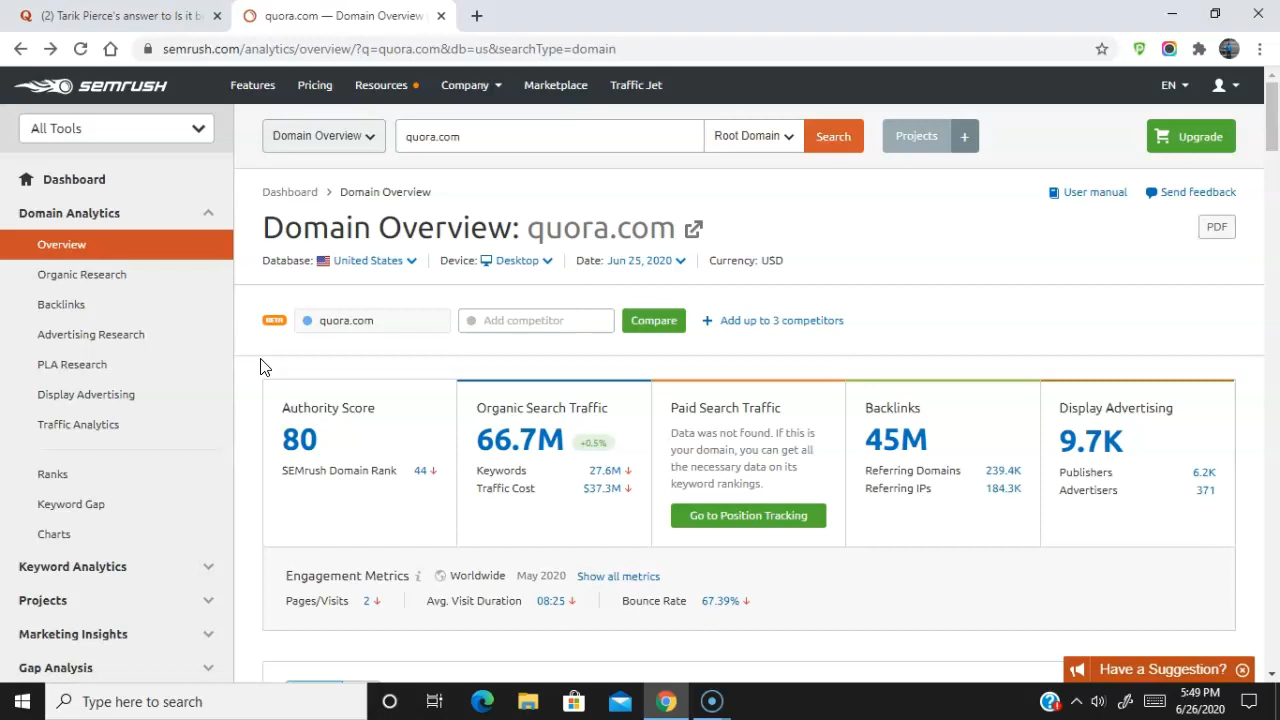 (2) Tarik Pierce's answer to Is it be
quora.com — Domain Overview
semrush.com/analytics/overview/?q=quora.com&db=us&searchType=domain
SEMRUSH
Features Pricing Resources Company Marketplace Traffic Jet
EN
All Tools
Domain Overview quora.com Root Domain Search Projects + Upgrade
Dashboard
Domain Analytics
Overview
Organic Research
Backlinks
Advertising Research
PLA Research
Display Advertising
Traffic Analytics
Ranks
Keyword Gap
Charts
Keyword Analytics
Projects
Marketing Insights
Gap Analysis
Dashboard > Domain Overview
User manual Send feedback
Domain Overview: quora.com
PDF
Database: United States Device: Desktop Date: Jun 25, 2020 Currency: USD
BETA quora.com Add competitor Compare + Add up to 3 competitors
Authority Score
80
SEMrush Domain Rank 44
Organic Search Traffic
66.7M +0.5%
Keywords 27.6M
Traffic Cost $37.3M
Paid Search Traffic
Data was not found. If this is
your domain, you can get all
the necessary data on its
keyword rankings.
Go to Position Tracking
Backlinks
45M
Referring Domains 239.4K
Referring IPs 184.3K
Display Advertising
9.7K
Publishers 6.2K
Advertisers 371
Engagement Metrics i Worldwide May 2020 Show all metrics
Pages/Visits 2 Avg. Visit Duration 08:25 Bounce Rate 67.39%
Have a Suggestion?
Type here to search
5:49 PM
6/26/2020